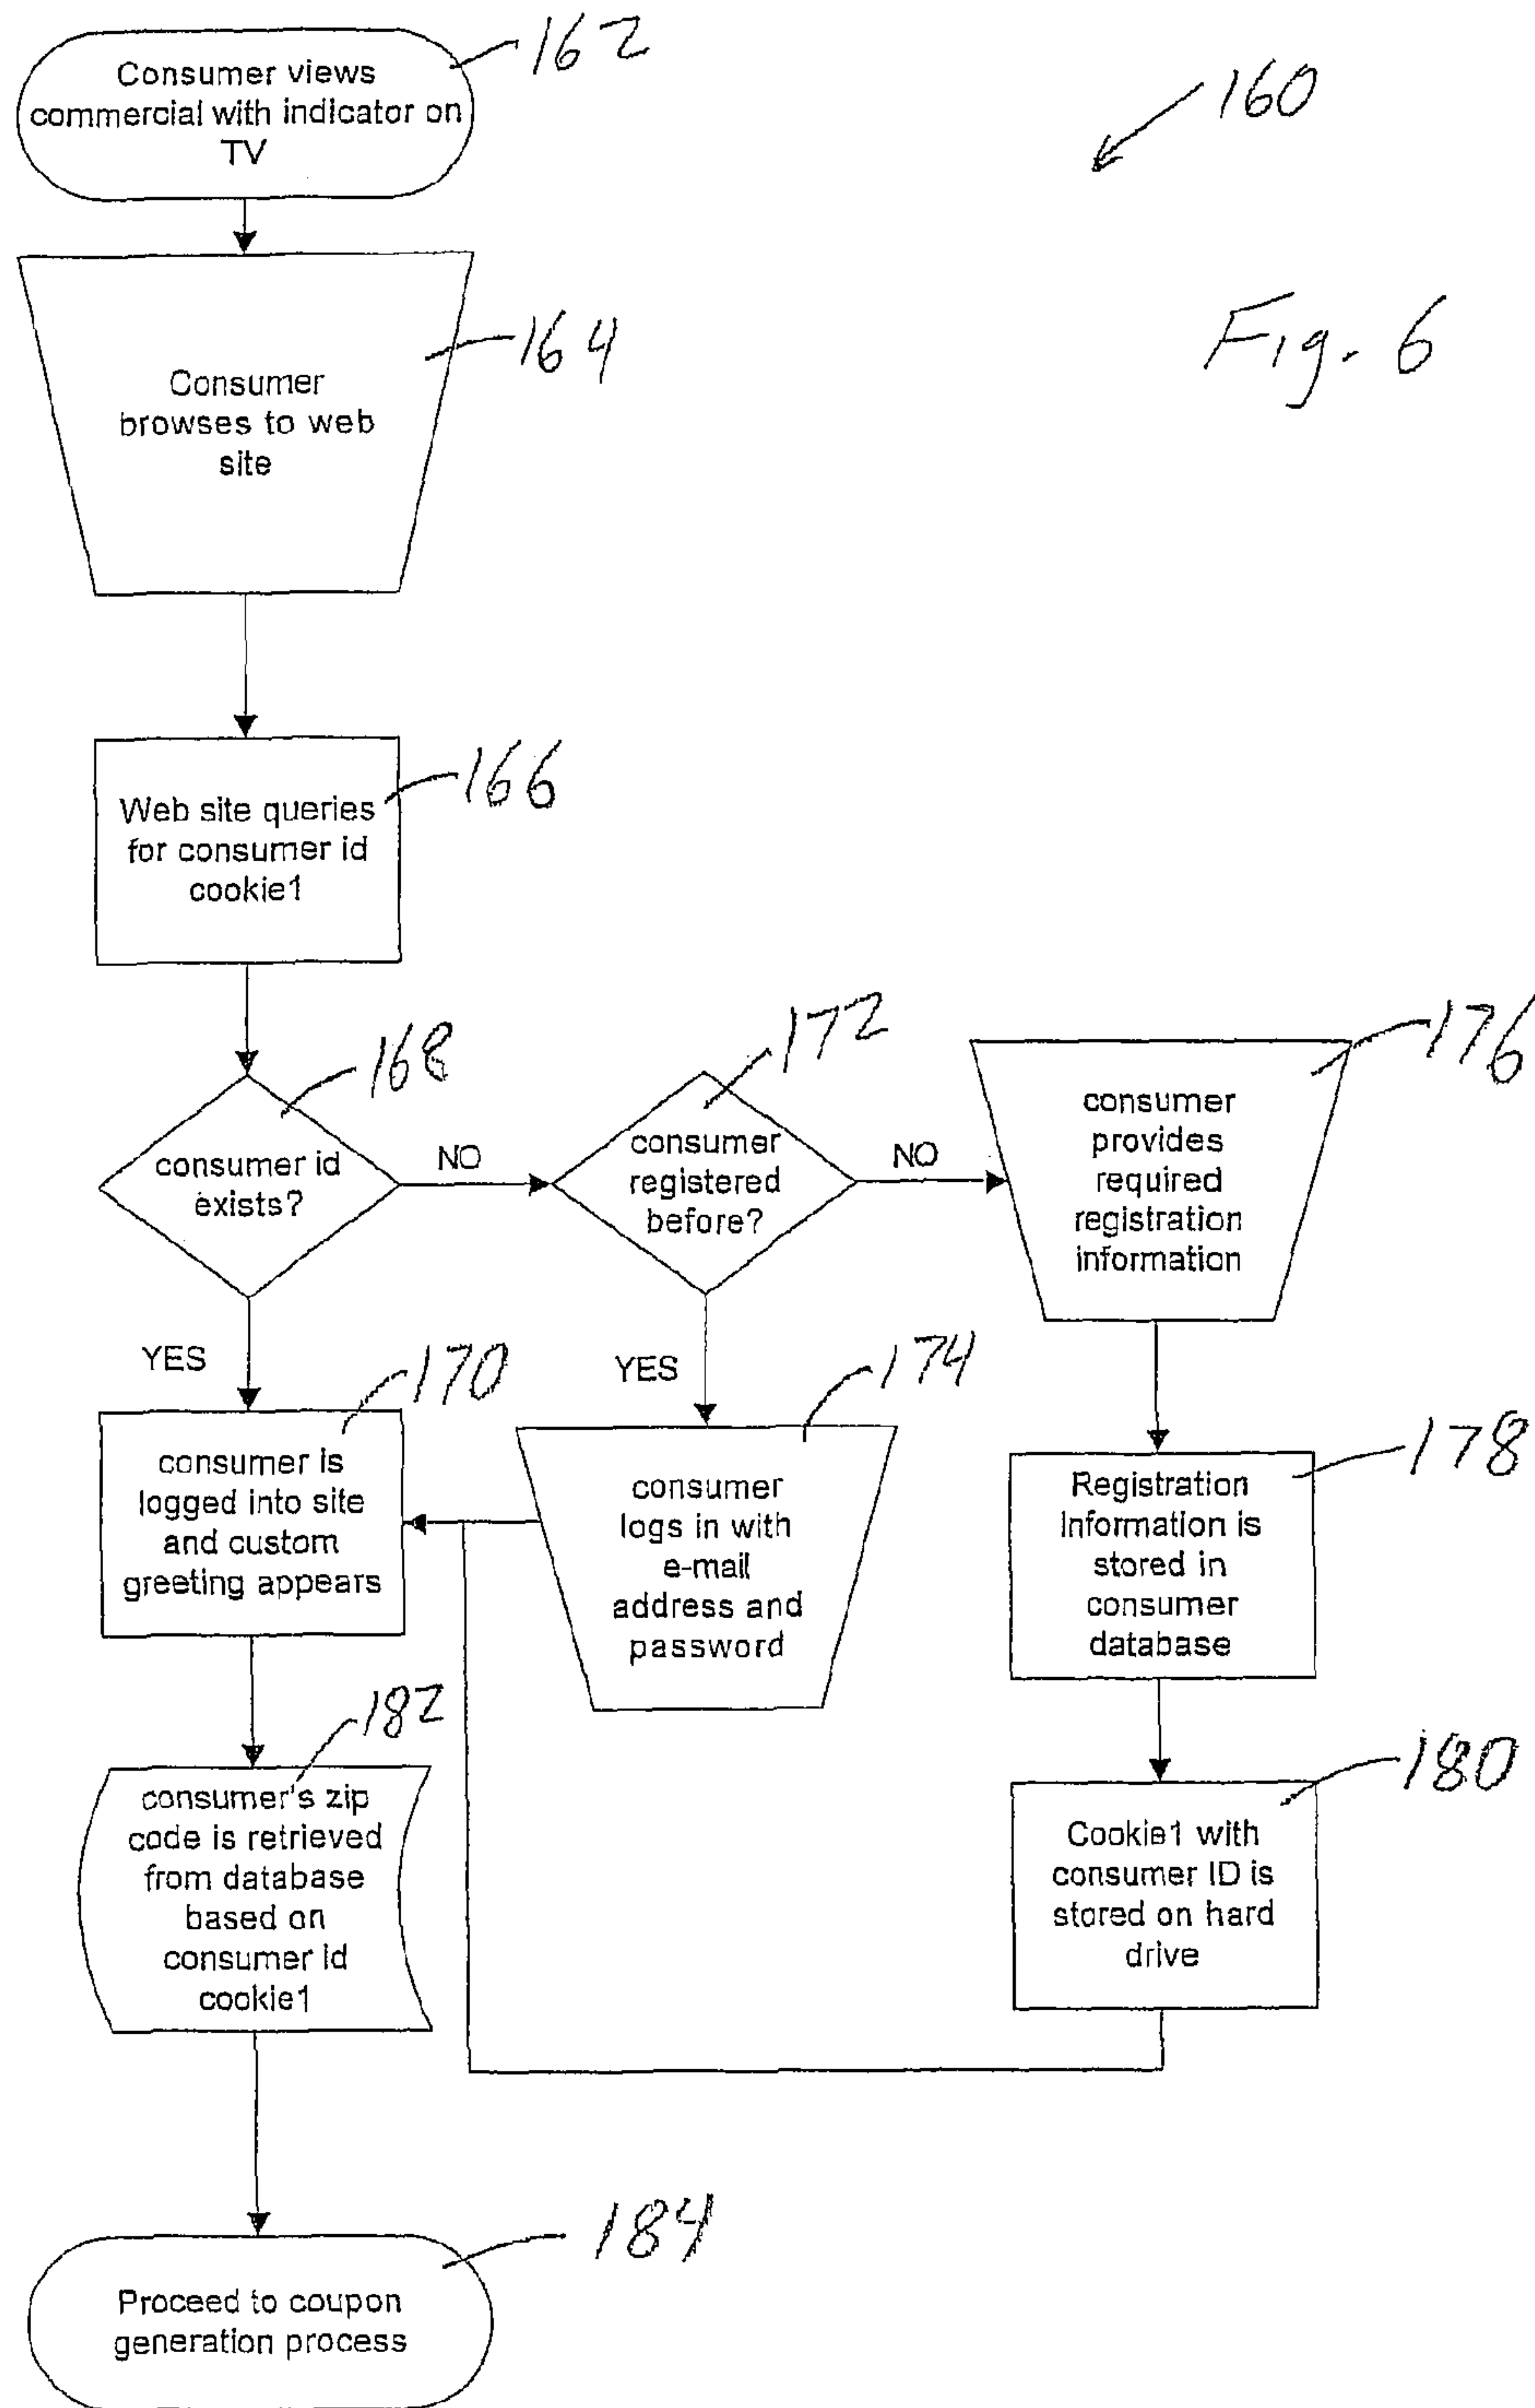 Consumer views
commercial with indicator on
TV
162
160
Fig. 6
Consumer
browses to web
site
164
Web site queries
for consumer id
cookie1
166
consumer id
exists?
168
NO
YES
consumer
registered
before?
172
NO
YES
consumer
provides
required
registration
information
176
consumer is
logged into site
and custom
greeting appears
170
consumer
logs in with
e-mail
address and
password
174
Registration
Information is
stored in
consumer
database
178
consumer's zip
code is retrieved
from database
based on
consumer id
cookie1
182
Cookie1 with
consumer ID is
stored on hard
drive
180
Proceed to coupon
generation process
184